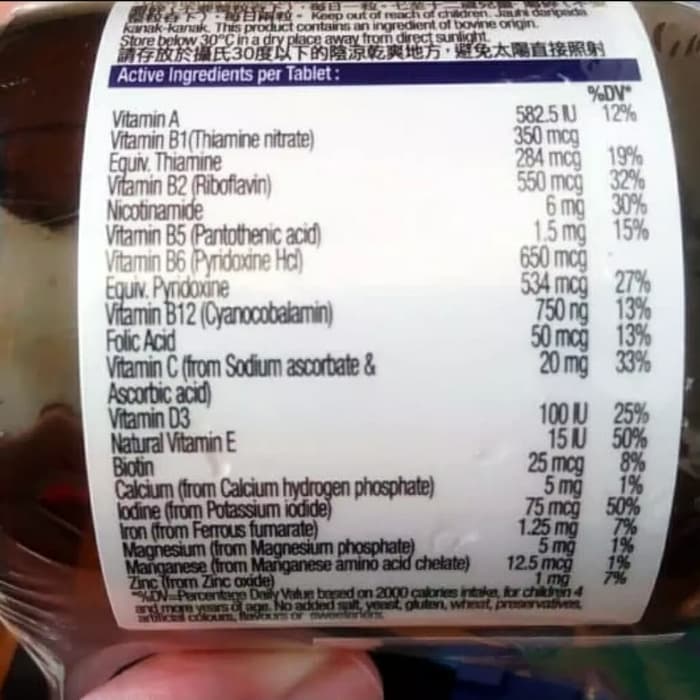 Keep out of reach of children. Jauhi daripada
kanak-kanak. This product contains an ingredient of bovine origin.
Store below 30°C in a dry place away from direct sunlight.
請存放於攝氏30度以下的陰涼乾爽地方,避免太陽直接照射
Active Ingredients per Tablet:
%DV*
Vitamin A 582.5 IU 12%
Vitamin B1(Thiamine nitrate) 350 mcg
Equiv. Thiamine 284 mcg 19%
Vitamin B2 (Riboflavin) 550 mcg 32%
Nicotinamide 6 mg 30%
Vitamin B5 (Pantothenic acid) 1.5 mg 15%
Vitamin B6 (Pyridoxine Hcl) 650 mcg
Equiv. Pyridoxine 534 mcg 27%
Vitamin B12 (Cyanocobalamin) 750 ng 13%
Folic Acid 50 mcg 13%
Vitamin C (from Sodium ascorbate & 20 mg 33%
Ascorbic acid)
Vitamin D3 100 IU 25%
Natural Vitamin E 15 IU 50%
Biotin 25 mcg 8%
Calcium (from Calcium hydrogen phosphate) 5 mg 1%
Iodine (from Potassium iodide) 75 mcg 50%
Iron (from Ferrous fumarate) 1.25 mg 7%
Magnesium (from Magnesium phosphate) 5 mg 1%
Manganese (from Manganese amino acid chelate) 12.5 mcg 1%
Zinc (from Zinc oxide) 1 mg 7%
*%DV=Percentage Daily Value based on 2000 calories intake, for children 4
and more years of age. No added salt, yeast, gluten, wheat, preservatives,
artificial colours, flavours or sweeteners.